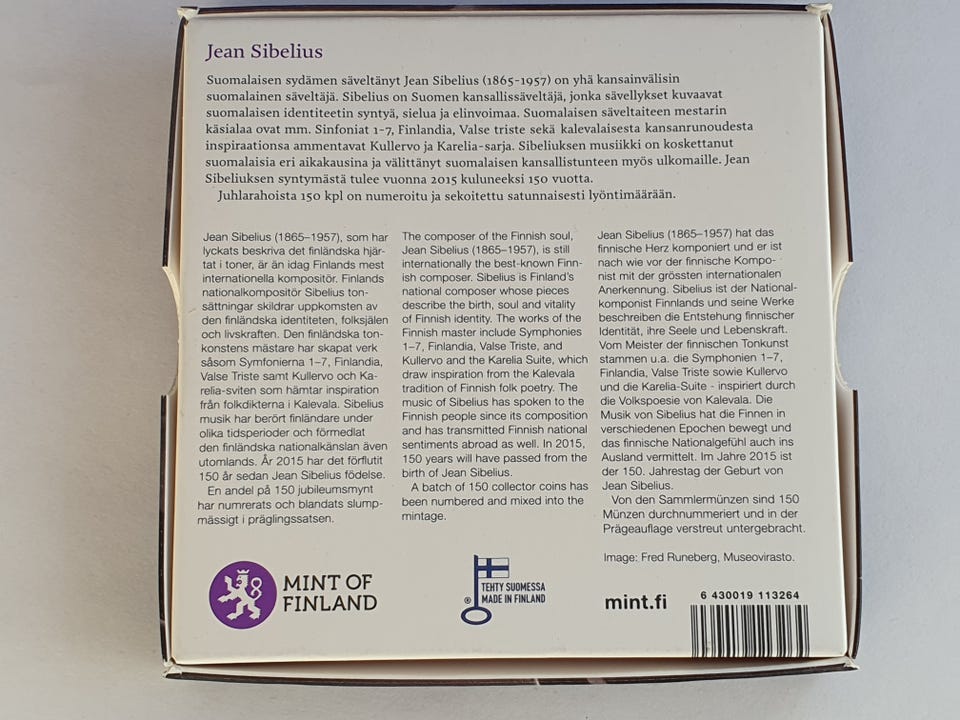 Jean Sibelius
Suomalaisen sydämen säveltänyt Jean Sibelius (1865-1957) on yhä kansainvälisin
suomalainen säveltäjä. Sibelius on Suomen kansallissäveltäjä, jonka sävellykset kuvaavat
suomalaisen identiteetin syntyä, sielua ja elinvoimaa. Suomalaisen säveltaiteen mestarin
käsialaa ovat mm. Sinfoniat 1-7, Finlandia, Valse triste sekä kalevalaisesta kansanrunoudesta
inspiraationsa ammentavat Kullervo ja Karelia-sarja. Sibeliuksen musiikki on koskettanut
suomalaisia eri aikakausina ja välittänyt suomalaisen kansallistunteen myös ulkomaille. Jean
Sibeliuksen syntymästä tulee vuonna 2015 kuluneeksi 150 vuotta.
Juhlarahoista 150 kpl on numeroitu ja sekoitettu satunnaisesti lyöntimäärään.
Jean Sibelius (1865–1957), som har
lyckats beskriva det finländska hjär-
tat i toner, är än idag Finlands mest
internationella kompositör. Finlands
nationalkompositör Sibelius ton-
sättningar skildrar uppkomsten av
den finländska identiteten, folksjälen
och livskraften. Den finländska ton-
konstens mästare har skapat verk
såsom Symfonierna 1–7, Finlandia,
Valse Triste samt Kullervo och Ka-
relia-sviten som hämtar inspiration
från folkdikterna i Kalevala. Sibelius
musik har berört finländare under
olika tidsperioder och förmedlat
den finländska nationalkänslan även
utomlands. År 2015 har det förflutit
150 år sedan Jean Sibelius födelse.
En andel på 150 jubileumsmynt
har numrerats och blandats slump-
mässigt i präglingssatsen.
The composer of the Finnish soul,
Jean Sibelius (1865–1957), is still
internationally the best-known Finn-
ish composer. Sibelius is Finland's
national composer whose pieces
describe the birth, soul and vitality
of Finnish identity. The works of the
Finnish master include Symphonies
1–7, Finlandia, Valse Triste, and
Kullervo and the Karelia Suite, which
draw inspiration from the Kalevala
tradition of Finnish folk poetry. The
music of Sibelius has spoken to the
Finnish people since its composition
and has transmitted Finnish national
sentiments abroad as well. In 2015,
150 years will have passed from the
birth of Jean Sibelius.
A batch of 150 collector coins has
been numbered and mixed into the
mintage.
Jean Sibelius (1865–1957) hat das
finnische Herz komponiert und er ist
nach wie vor der finnische Kompo-
nist mit der grössten internationalen
Anerkennung. Sibelius ist der National-
komponist Finnlands und seine Werke
beschreiben die Entstehung finnischer
Identität, ihre Seele und Lebenskraft.
Vom Meister der finnischen Tonkunst
stammen u.a. die Symphonien 1–7,
Finlandia, Valse Triste sowie Kullervo
und die Karelia-Suite - inspiriert durch
die Volkspoesie von Kalevala. Die
Musik von Sibelius hat die Finnen in
verschiedenen Epochen bewegt und
das finnische Nationalgefühl auch ins
Ausland vermittelt. Im Jahre 2015 ist
der 150. Jahrestag der Geburt von
Jean Sibelius.
Von den Sammlermünzen sind 150
Münzen durchnummeriert und in der
Prägeauflage verstreut untergebracht.
Image: Fred Runeberg, Museovirasto.
MINT OF
FINLAND
®
TEHTY SUOMESSA
MADE IN FINLAND
mint.fi
6 430019 113264